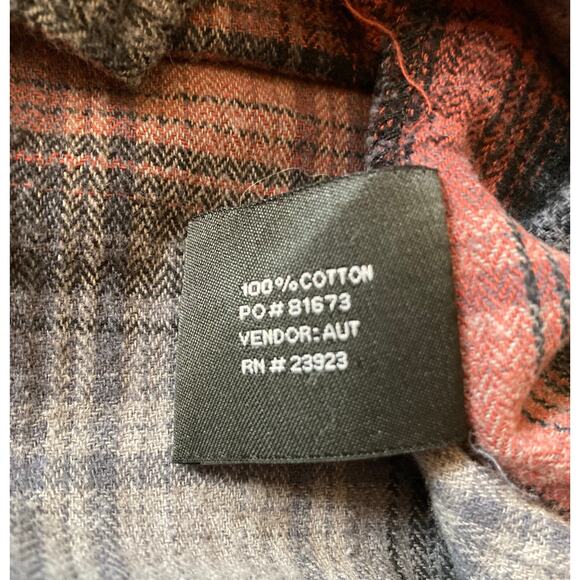 100% COTTON
PO# 81673
VENDOR: AUT
RN # 23923